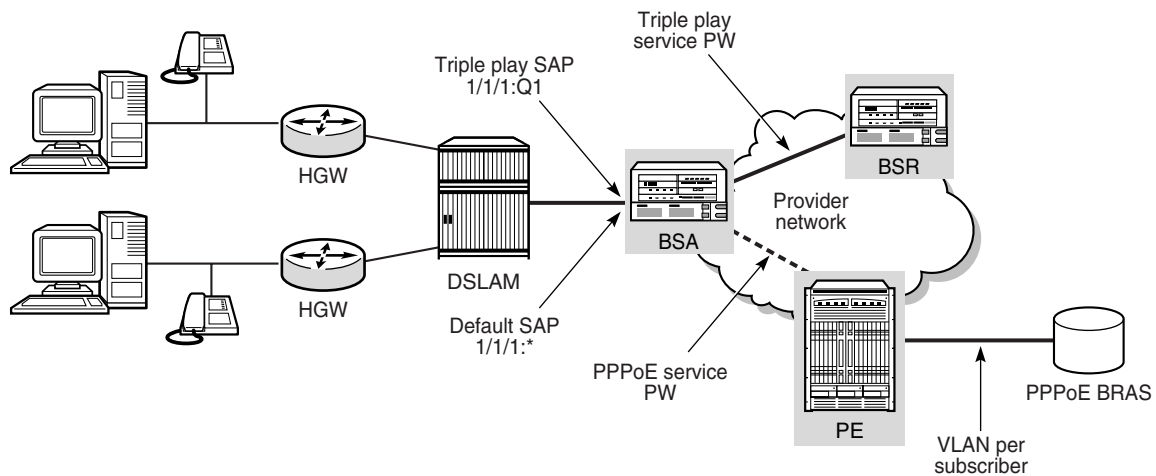 Triple play
service PW
Triple play SAP
1/1/1:Q1
HGW
BSR
Provider
network
BSA
DSLAM
HGW
Default SAP
1/1/1:*
PPPoE service
PW
PPPoE BRAS
PE
VLAN per
subscriber